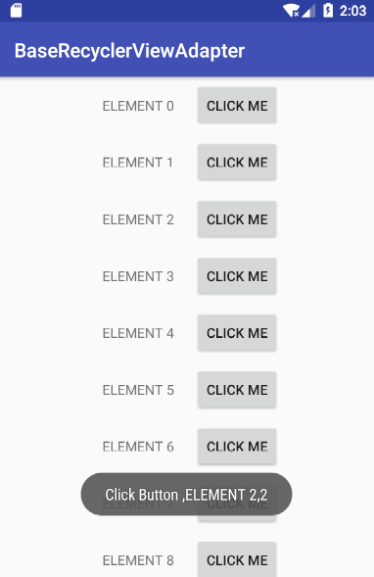 2:03
BaseRecyclerViewAdapter
ELEMENT 0 CLICK ME
ELEMENT 1 CLICK ME
ELEMENT 2 CLICK ME
ELEMENT 3 CLICK ME
ELEMENT 4 CLICK ME
ELEMENT 5 CLICK ME
ELEMENT 6 CLICK ME
Click Button ,ELEMENT 2,2
ELEMENT 8 CLICK ME